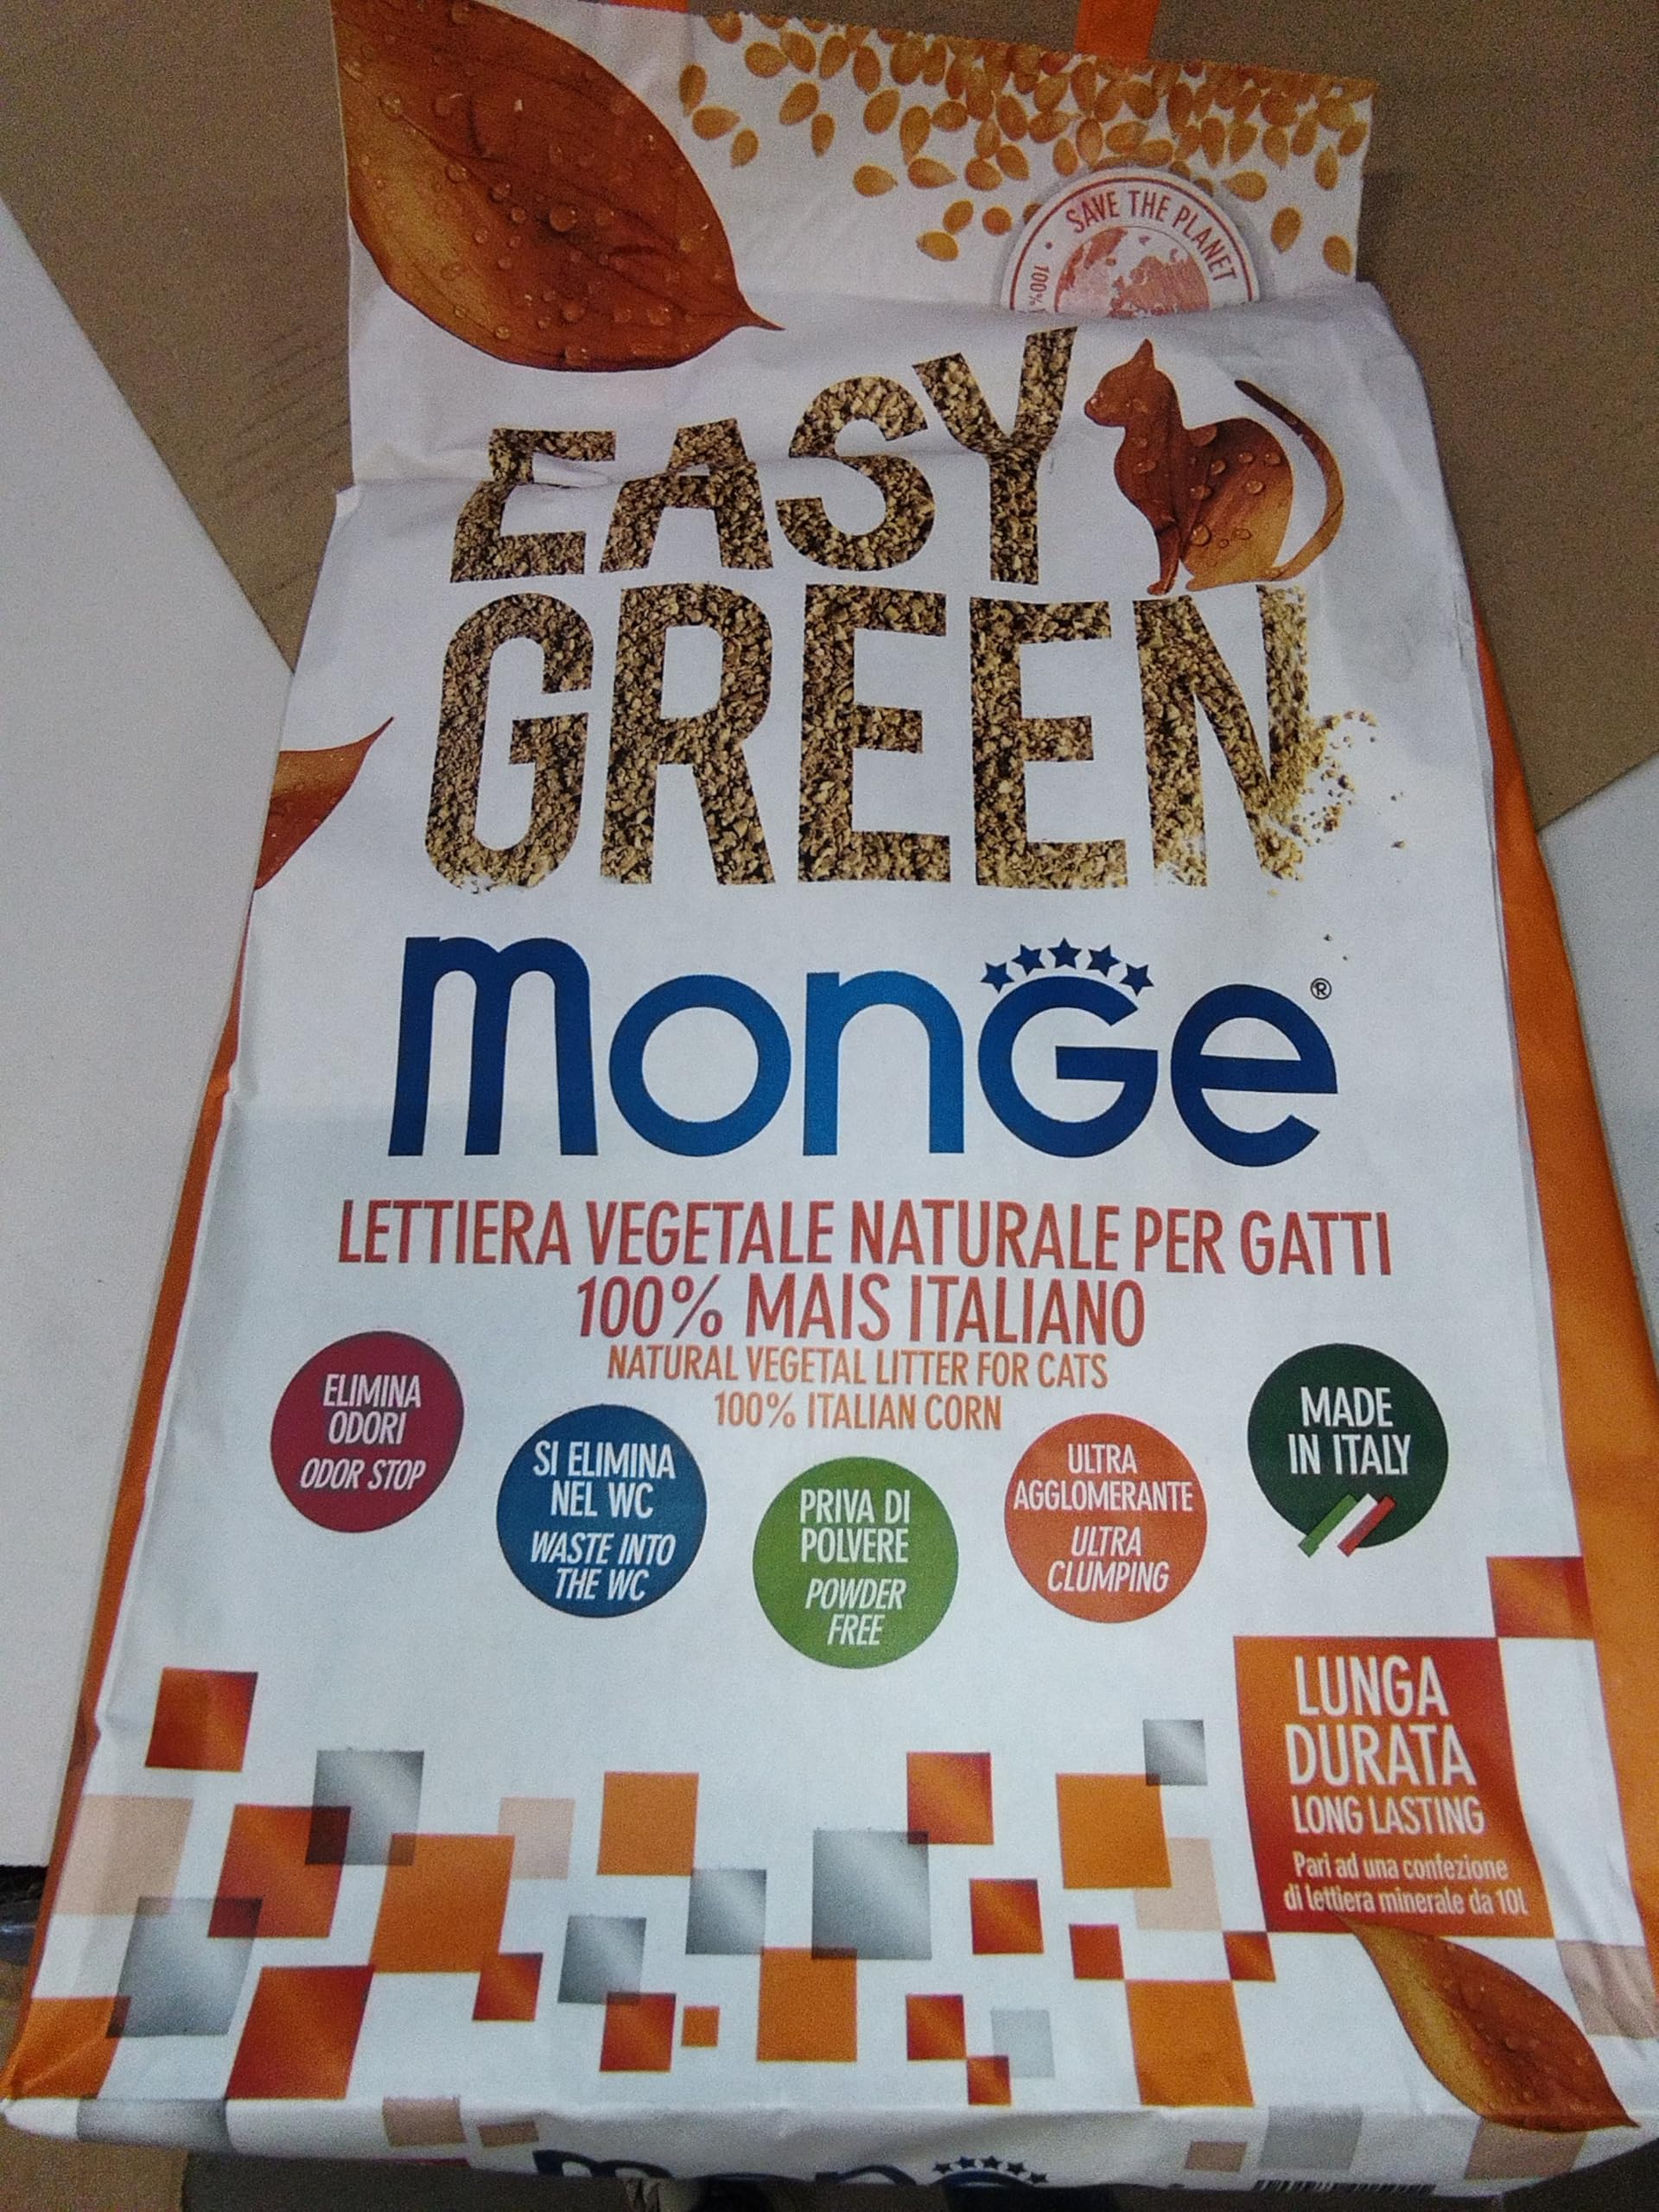 SAVE THE PLANET
100%
EASY
GREEN
monGe®
LETTIERA VEGETALE NATURALE PER GATTI
100% MAIS ITALIANO
NATURAL VEGETAL LITTER FOR CATS
100% ITALIAN CORN
ELIMINA
ODORI
ODOR STOP
SI ELIMINA
NEL WC
WASTE INTO
THE WC
PRIVA DI
POLVERE
POWDER
FREE
ULTRA
AGGLOMERANTE
ULTRA
CLUMPING
MADE
IN ITALY
LUNGA
DURATA
LONG LASTING
Pari ad una confezione
di lettiera minerale da 10l